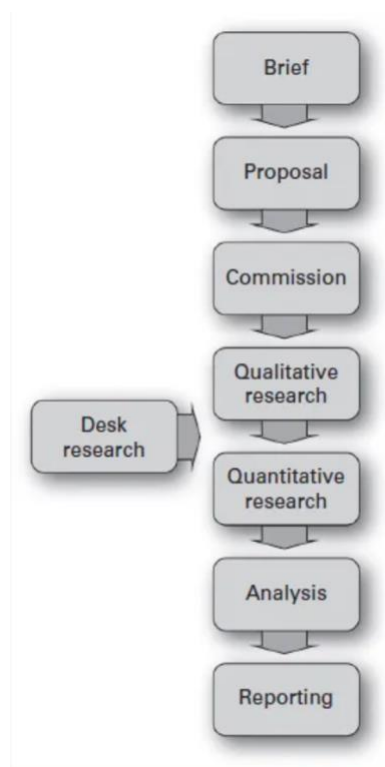 Brief
Proposal
Commission
Qualitative
research
Desk
research
Quantitative
research
Analysis
Reporting